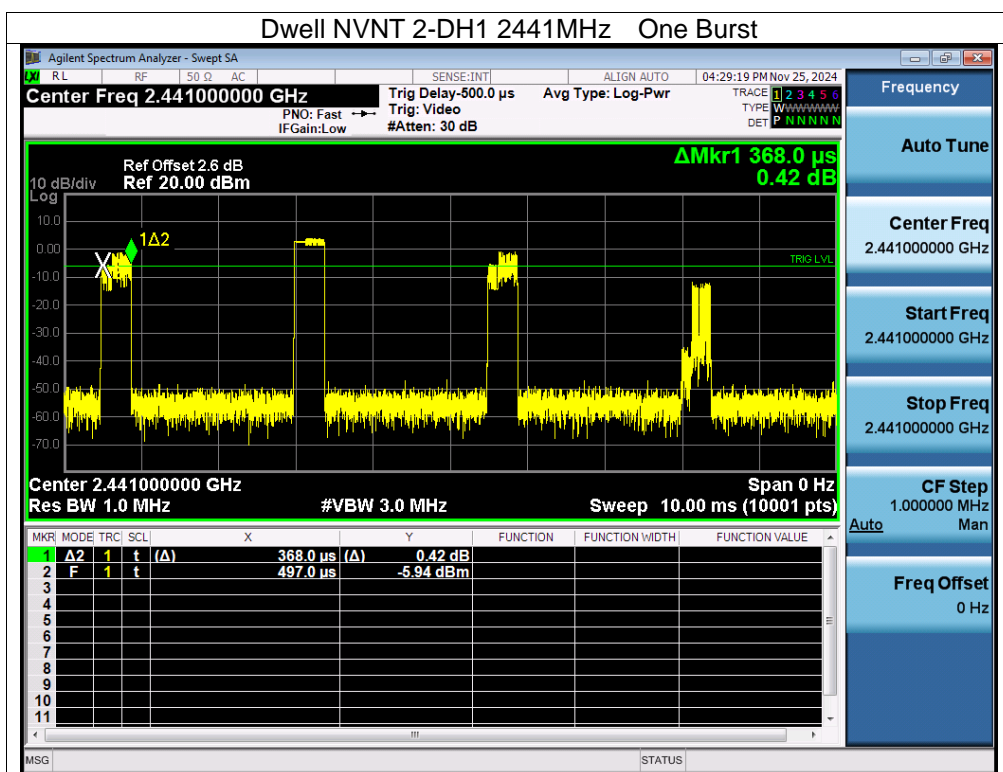 Dwell NVNT 2-DH1 2441MHz One Burst
Agilent Spectrum Analyzer - Swept SA
LXI RL RF 50 Ω AC SENSE:INT ALIGN AUTO 04:29:19 PM Nov 25, 2024
Center Freq 2.441000000 GHz
PNO: Fast
IFGain:Low
Trig Delay-500.0 µs
Trig: Video
#Atten: 30 dB
Avg Type: Log-Pwr
TRACE 1 2 3 4 5 6
TYPE WWWWWW
DET P N N N N N
Ref Offset 2.6 dB
10 dB/div Ref 20.00 dBm
Log
ΔMkr1 368.0 µs
0.42 dB
10.0
0.00
-10.0
-20.0
-30.0
-40.0
-50.0
-60.0
-70.0
1Δ2
TRIG LVL
Center 2.441000000 GHz Span 0 Hz
Res BW 1.0 MHz #VBW 3.0 MHz Sweep 10.00 ms (10001 pts)
MKR MODE TRC SCL X Y FUNCTION FUNCTION WIDTH FUNCTION VALUE
1 Δ2 1 t (Δ) 368.0 µs (Δ) 0.42 dB
2 F 1 t 497.0 µs -5.94 dBm
3
4
5
6
7
8
9
10
11
MSG STATUS
Frequency
Auto Tune
Center Freq
2.441000000 GHz
Start Freq
2.441000000 GHz
Stop Freq
2.441000000 GHz
CF Step
1.000000 MHz
Auto Man
Freq Offset
0 Hz